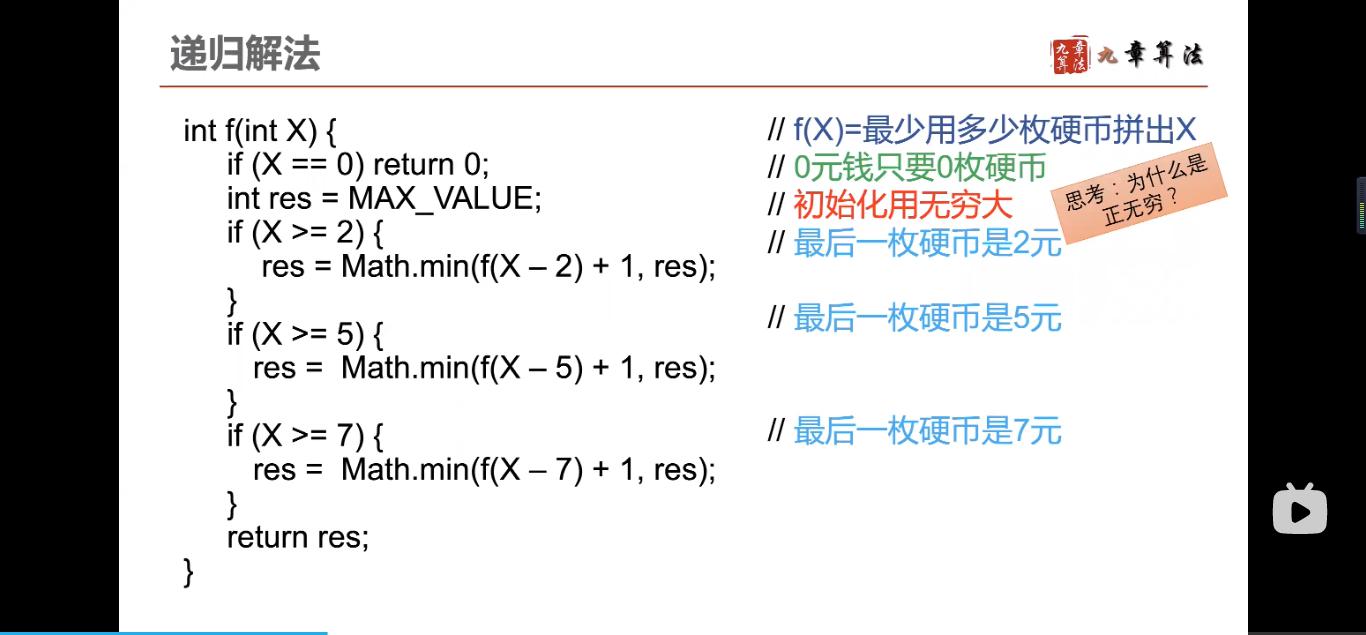 递归解法
九章算法
九章算法
int f(int X) {
// f(X)=最少用多少枚硬币拼出X
if (X == 0) return 0;
// 0元钱只要0枚硬币
int res = MAX_VALUE;
// 初始化用无穷大
思考：为什么是
正无穷？
if (X >= 2) {
// 最后一枚硬币是2元
res = Math.min(f(X – 2) + 1, res);
}
if (X >= 5) {
// 最后一枚硬币是5元
res = Math.min(f(X – 5) + 1, res);
}
if (X >= 7) {
// 最后一枚硬币是7元
res = Math.min(f(X – 7) + 1, res);
}
return res;
}